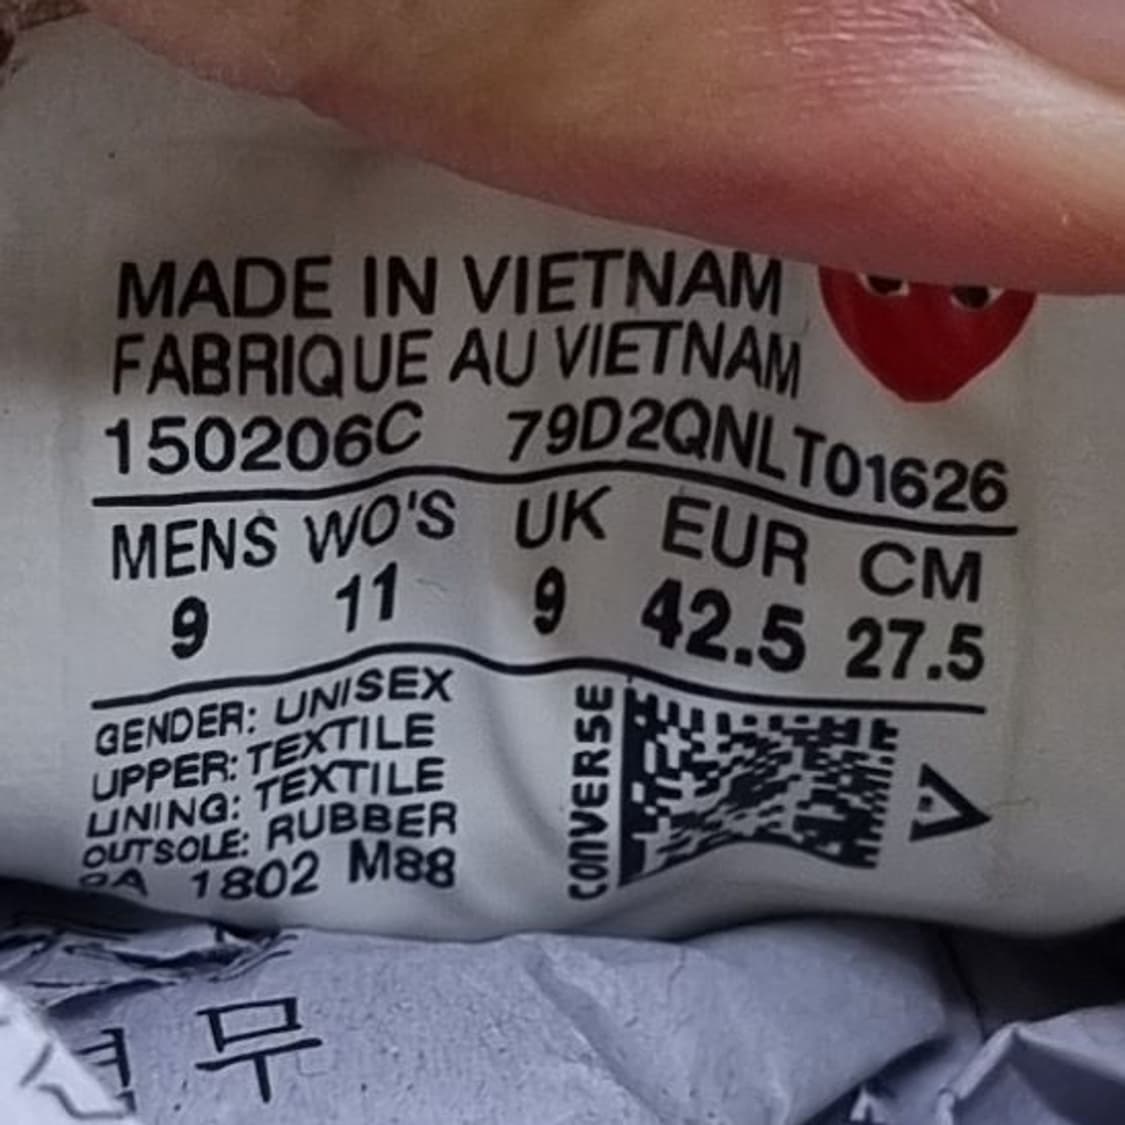 MADE IN VIETNAM
FABRIQUE AU VIETNAM
150206C 79D2QNLT01626
MENS WO'S UK EUR CM
9 11 9 42.5 27.5
GENDER: UNISEX
UPPER: TEXTILE
LINING: TEXTILE
OUTSOLE: RUBBER
1802 M88
CONVERSE
무